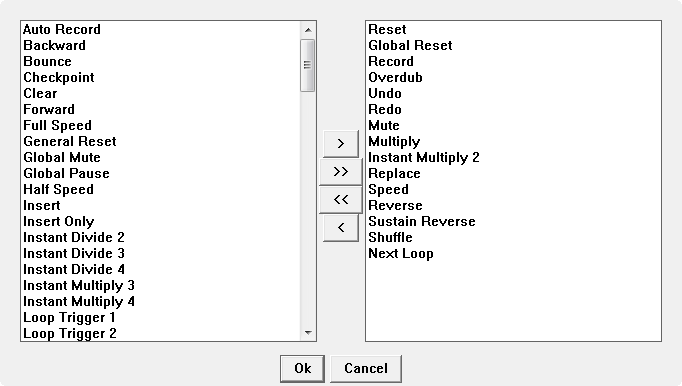 Auto Record
Backward
Bounce
Checkpoint
Clear
Forward
Full Speed
General Reset
Global Mute
Global Pause
Half Speed
Insert
Insert Only
Instant Divide 2
Instant Divide 3
Instant Divide 4
Instant Multiply 3
Instant Multiply 4
Loop Trigger 1
Loop Trigger 2
>
>>
<<
<
Reset
Global Reset
Record
Overdub
Undo
Redo
Mute
Multiply
Instant Multiply 2
Replace
Speed
Reverse
Sustain Reverse
Shuffle
Next Loop
Ok
Cancel